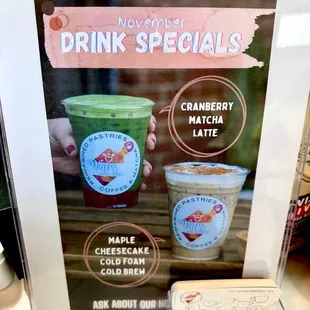 November
DRINK SPECIALS
CRANBERRY
MATCHA
LATTE
MAPLE
CHEESECAKE
COLD FOAM
COLD BREW
ASK ABOUT OUR